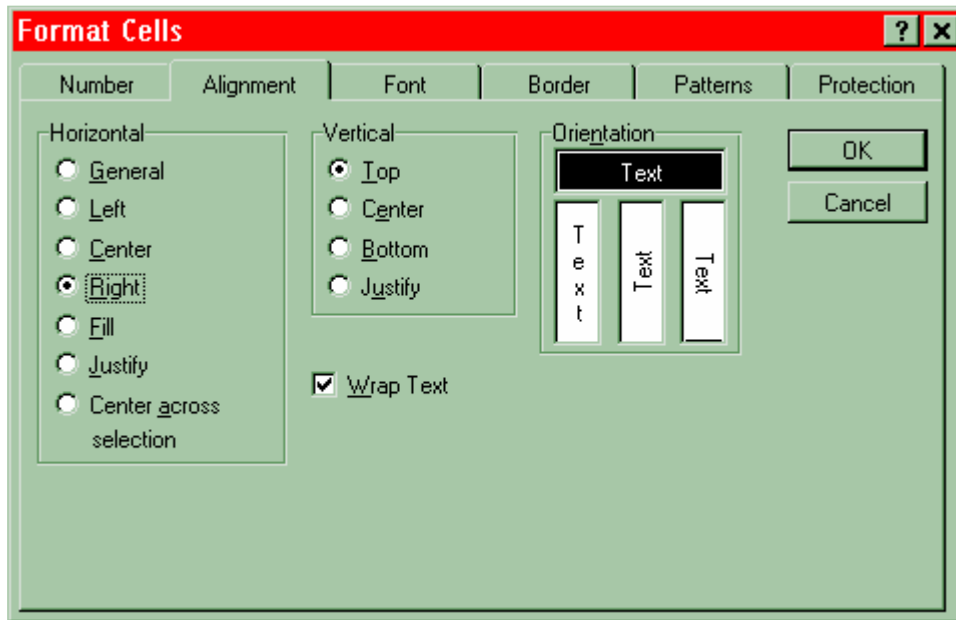 Format Cells
Number Alignment Font Border Patterns Protection
Horizontal
General
Left
Center
Right
Fill
Justify
Center across
selection
Vertical
Top
Center
Bottom
Justify
Wrap Text
Orientation
Text
Text
Text
Text
OK
Cancel